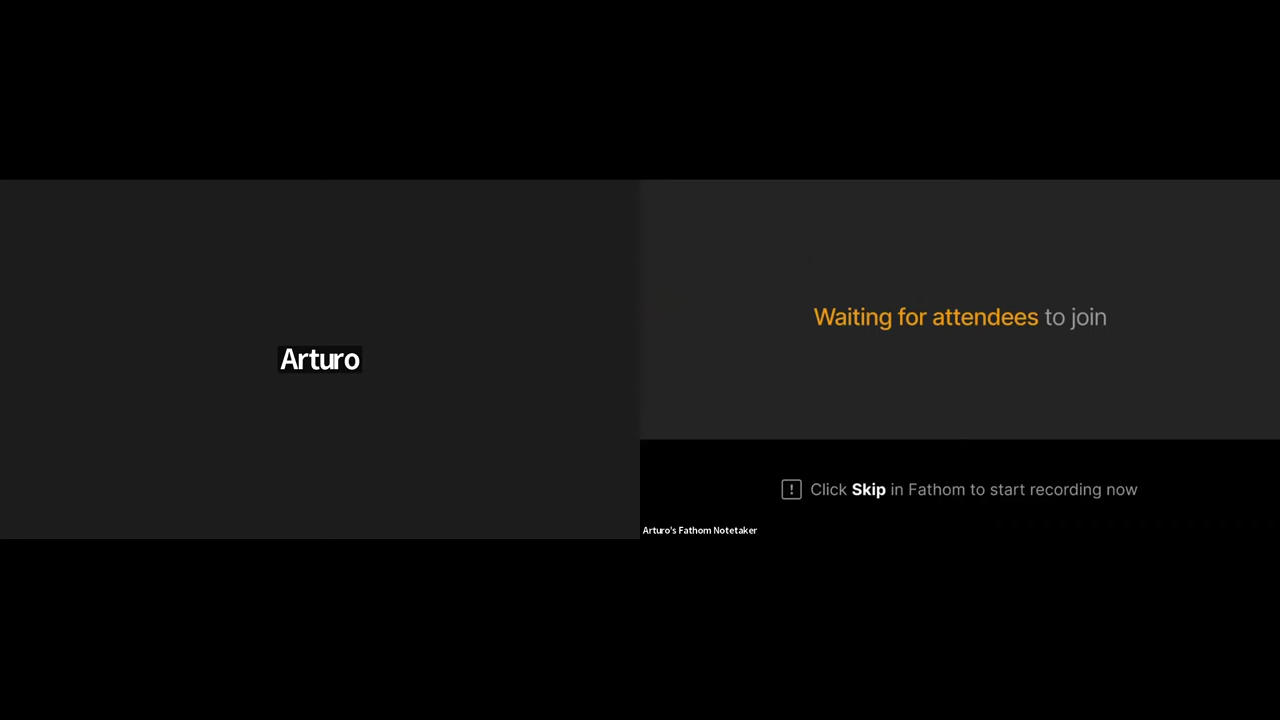 Arturo
Waiting for attendees to join
Click Skip in Fathom to start recording now
Arturo's Fathom Notetaker